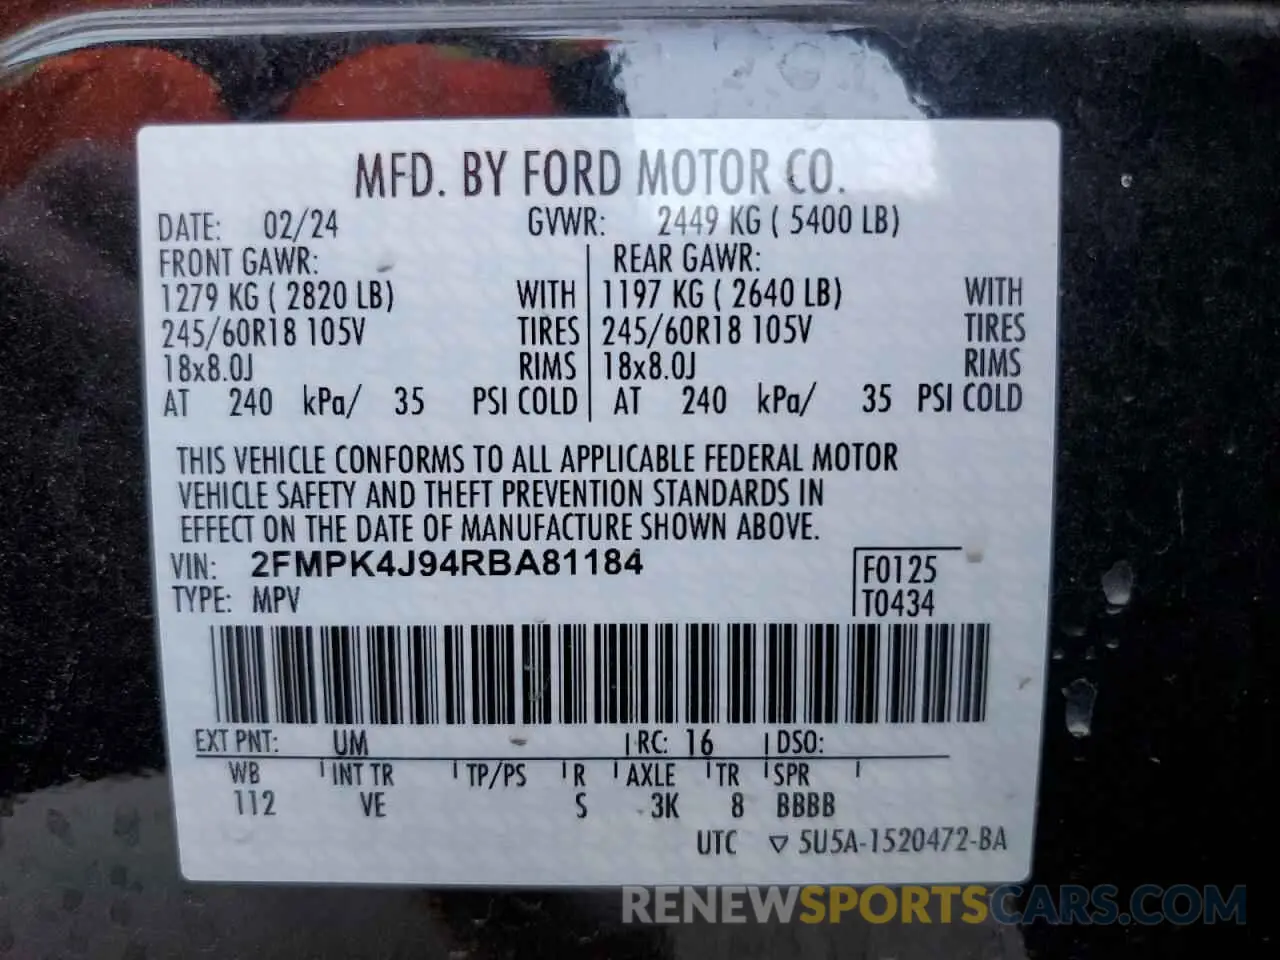 MFD. BY FORD MOTOR CO.
DATE: 02/24 GVWR: 2449 KG ( 5400 LB)
FRONT GAWR: REAR GAWR:
1279 KG ( 2820 LB) WITH 1197 KG ( 2640 LB) WITH
245/60R18 105V TIRES 245/60R18 105V TIRES
18x8.0J RIMS 18x8.0J RIMS
AT 240 kPa/ 35 PSI COLD AT 240 kPa/ 35 PSI COLD
THIS VEHICLE CONFORMS TO ALL APPLICABLE FEDERAL MOTOR
VEHICLE SAFETY AND THEFT PREVENTION STANDARDS IN
EFFECT ON THE DATE OF MANUFACTURE SHOWN ABOVE.
VIN: 2FMPK4J94RBA81184 F0125
TYPE: MPV T0434
EXT PNT: UM RC: 16 DSO:
WB INT TR TP/PS R AXLE TR SPR
112 VE S 3K 8 BBBB
UTC ▽ 5U5A-1520472-BA
RENEWSPORTSCARS.COM